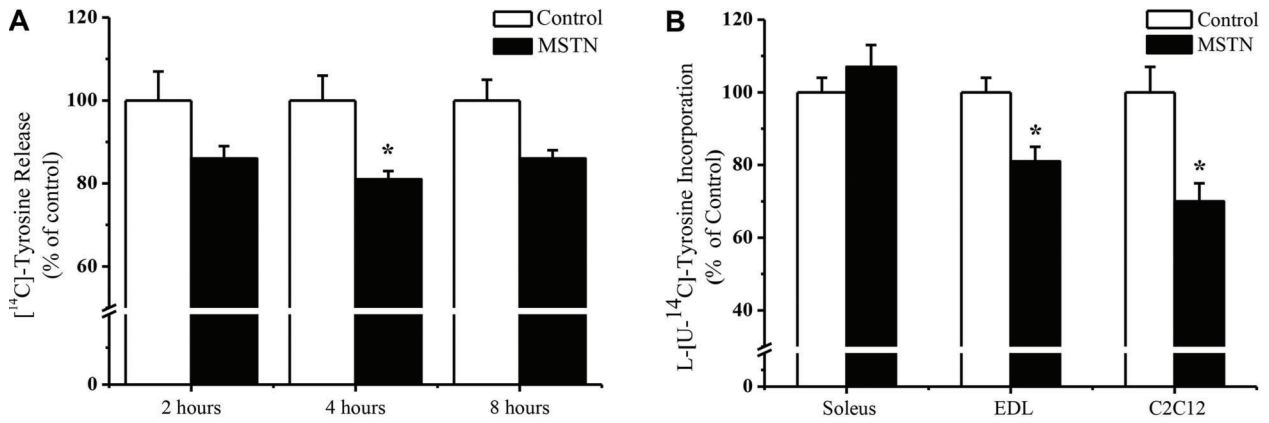 A
[¹⁴C]-Tyrosine Release
(% of control)
120
100
80
60
0
Control
MSTN
*
2 hours
4 hours
8 hours
B
L-[U-¹⁴C]-Tyrosine Incorporation
(% of Control)
120
100
80
60
40
0
Control
MSTN
*
*
Soleus
EDL
C2C12